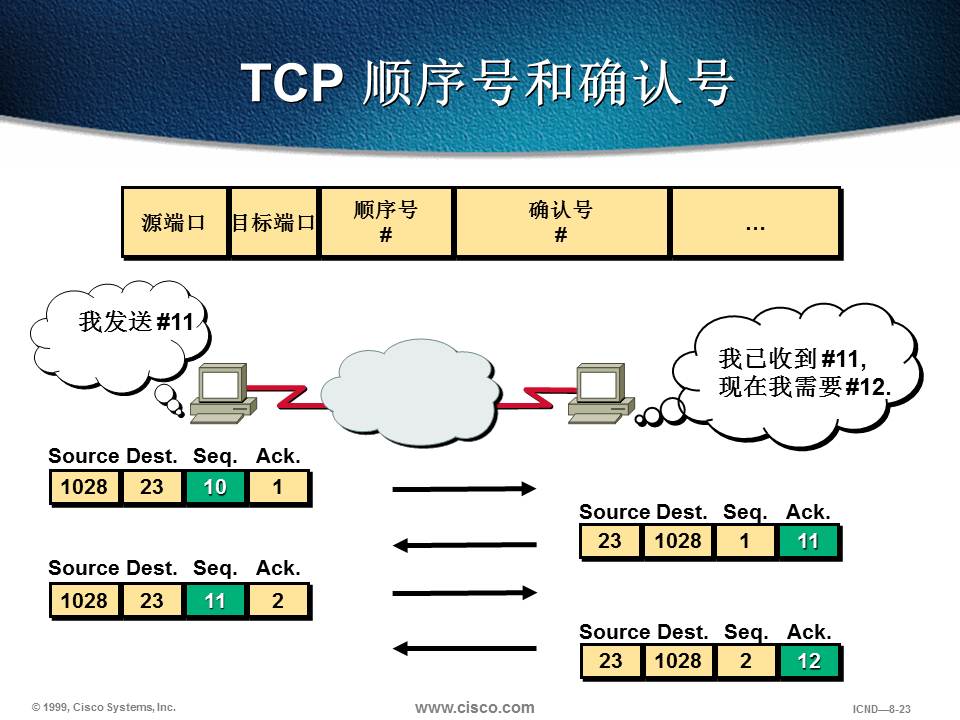 TCP 顺序号和确认号
源端口 目标端口 顺序号 确认号 …
# #
我发送 #11
我已收到 #11,
现在我需要 #12.
Source Dest. Seq. Ack.
1028 23 10 1
Source Dest. Seq. Ack.
23 1028 1 11
Source Dest. Seq. Ack.
1028 23 11 2
Source Dest. Seq. Ack.
23 1028 2 12
© 1999, Cisco Systems, Inc. www.cisco.com ICND—8-23